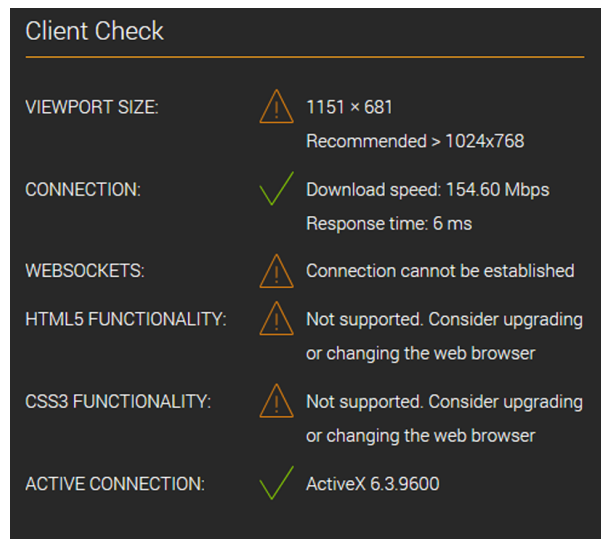 Client Check
VIEWPORT SIZE: 1151 × 681
Recommended > 1024x768
CONNECTION: Download speed: 154.60 Mbps
Response time: 6 ms
WEBSOCKETS: Connection cannot be established
HTML5 FUNCTIONALITY: Not supported. Consider upgrading
or changing the web browser
CSS3 FUNCTIONALITY: Not supported. Consider upgrading
or changing the web browser
ACTIVE CONNECTION: ActiveX 6.3.9600